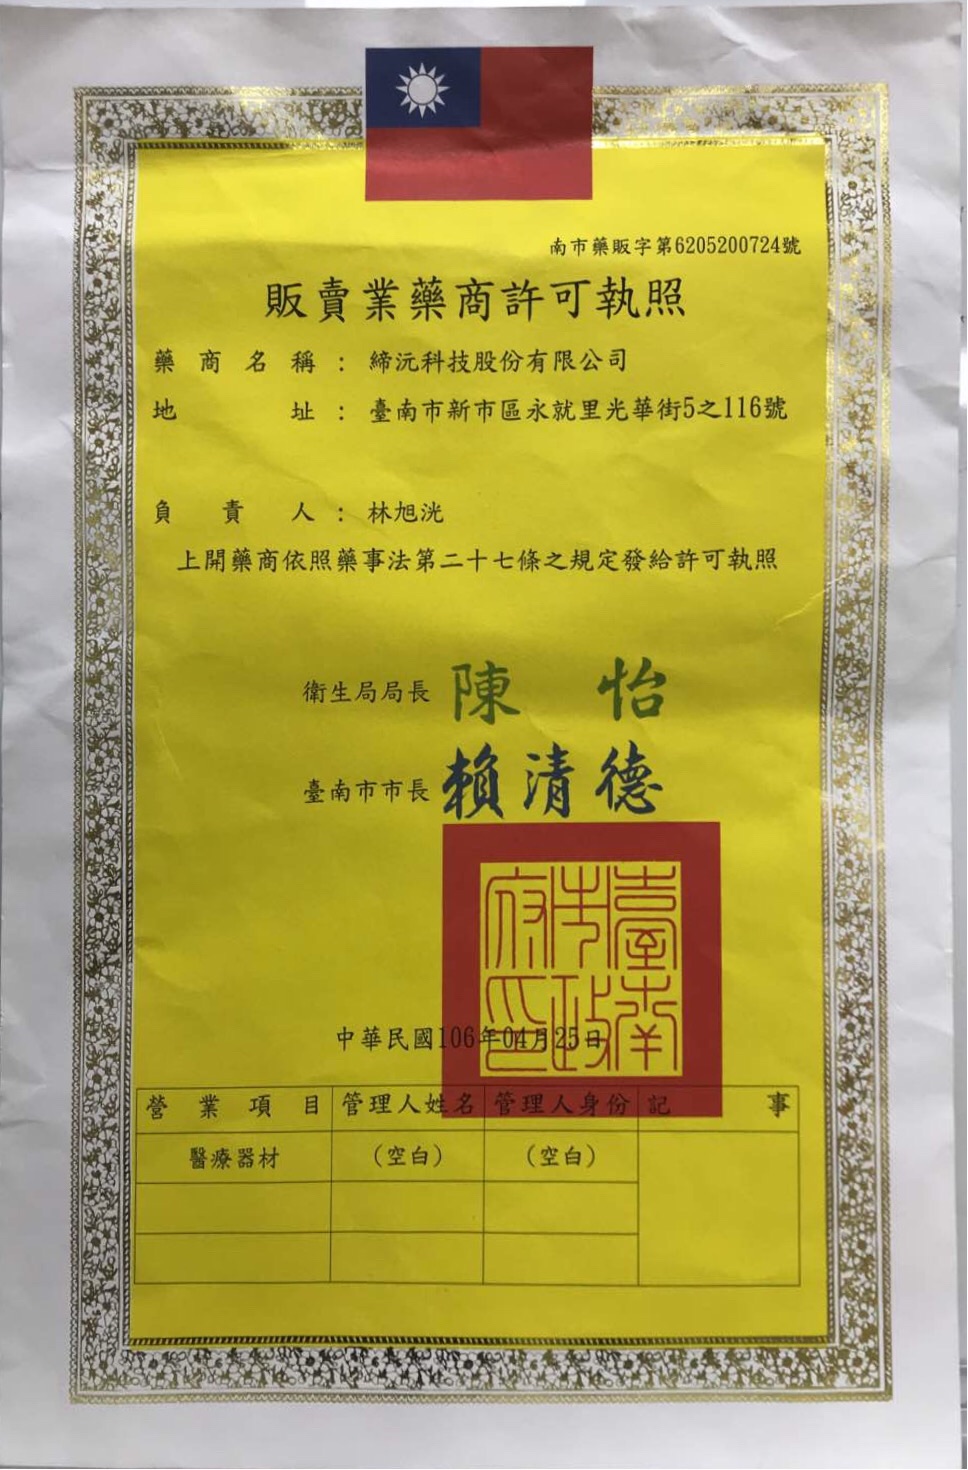 南市藥販字第6205200724號
販賣業藥商許可執照
藥商名稱：締沅科技股份有限公司
地址：臺南市新市區永就里光華街5之116號
負責人：林旭洸
上開藥商依照藥事法第二十七條之規定發給許可執照
衛生局局長 陳怡
臺南市市長 賴清德
臺南市政府印
中華民國106年04月25日
營業項目 管理人姓名 管理人身份 記事
醫療器材 (空白) (空白)